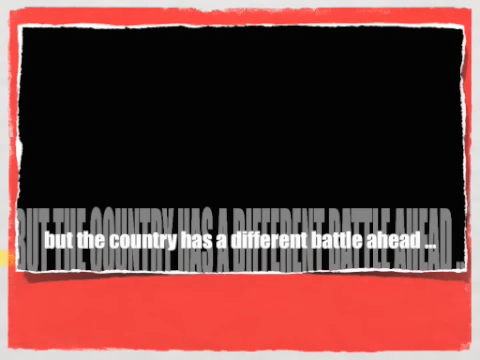 BUT THE COUNTRY HAS A DIFFERENT BATTLE AHEAD ..
but the country has a different battle ahead ...